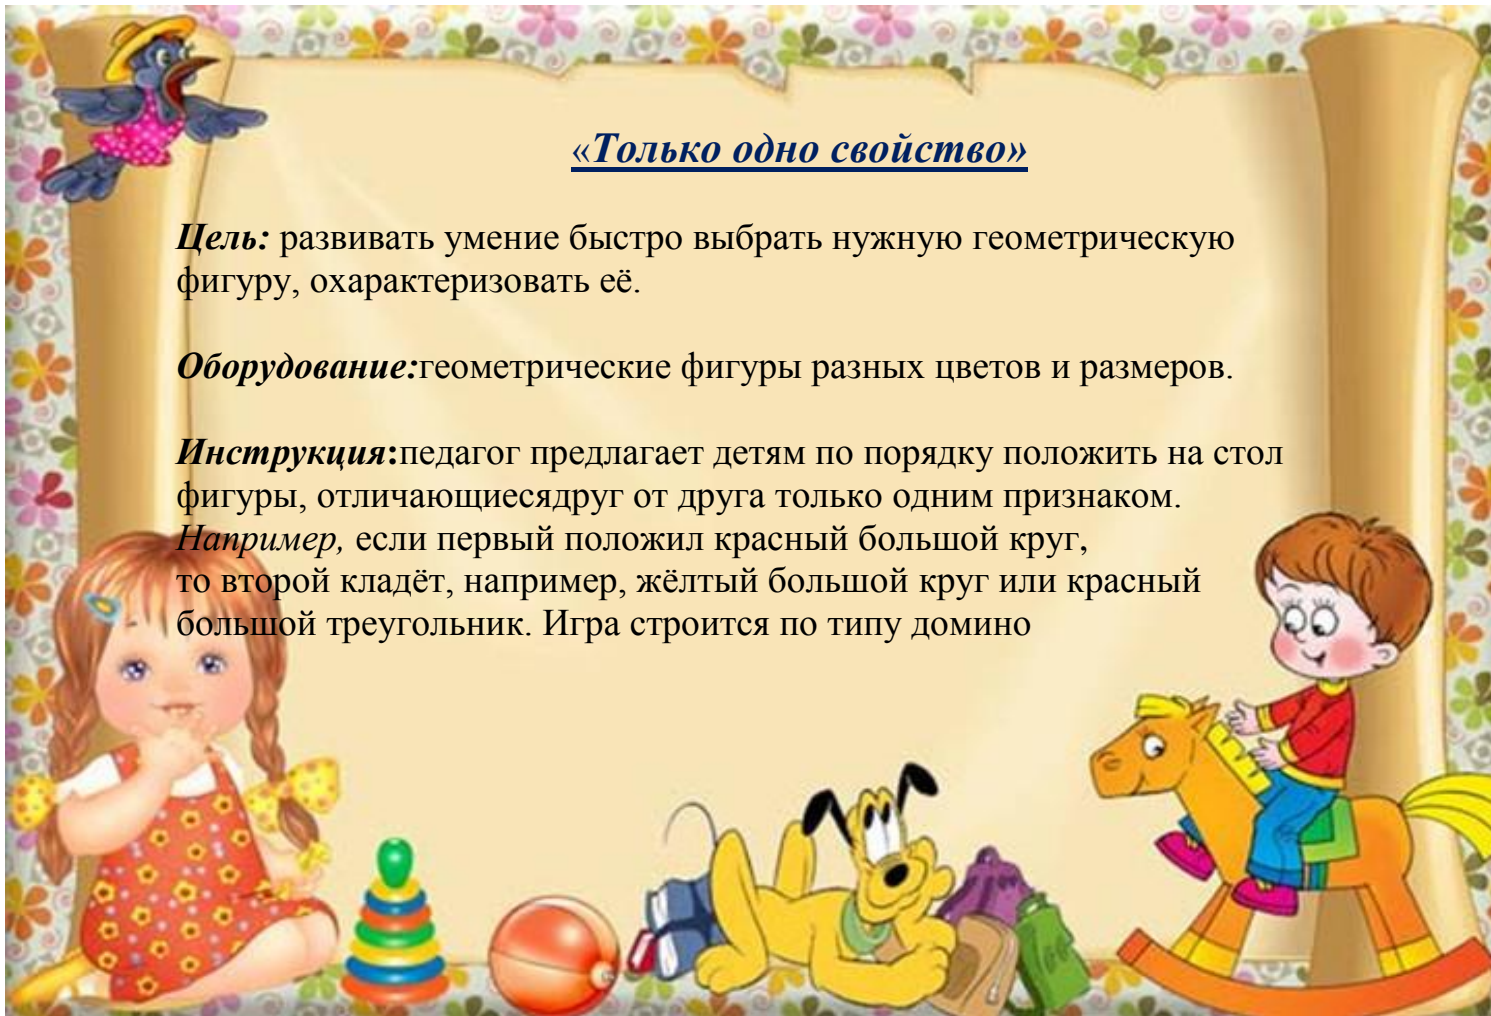 «Только одно свойство»
Цель: развивать умение быстро выбрать нужную геометрическую
фигуру, охарактеризовать её.
Оборудование:геометрические фигуры разных цветов и размеров.
Инструкция:педагог предлагает детям по порядку положить на стол
фигуры, отличающиесядруг от друга только одним признаком.
Например, если первый положил красный большой круг,
то второй кладёт, например, жёлтый большой круг или красный
большой треугольник. Игра строится по типу домино